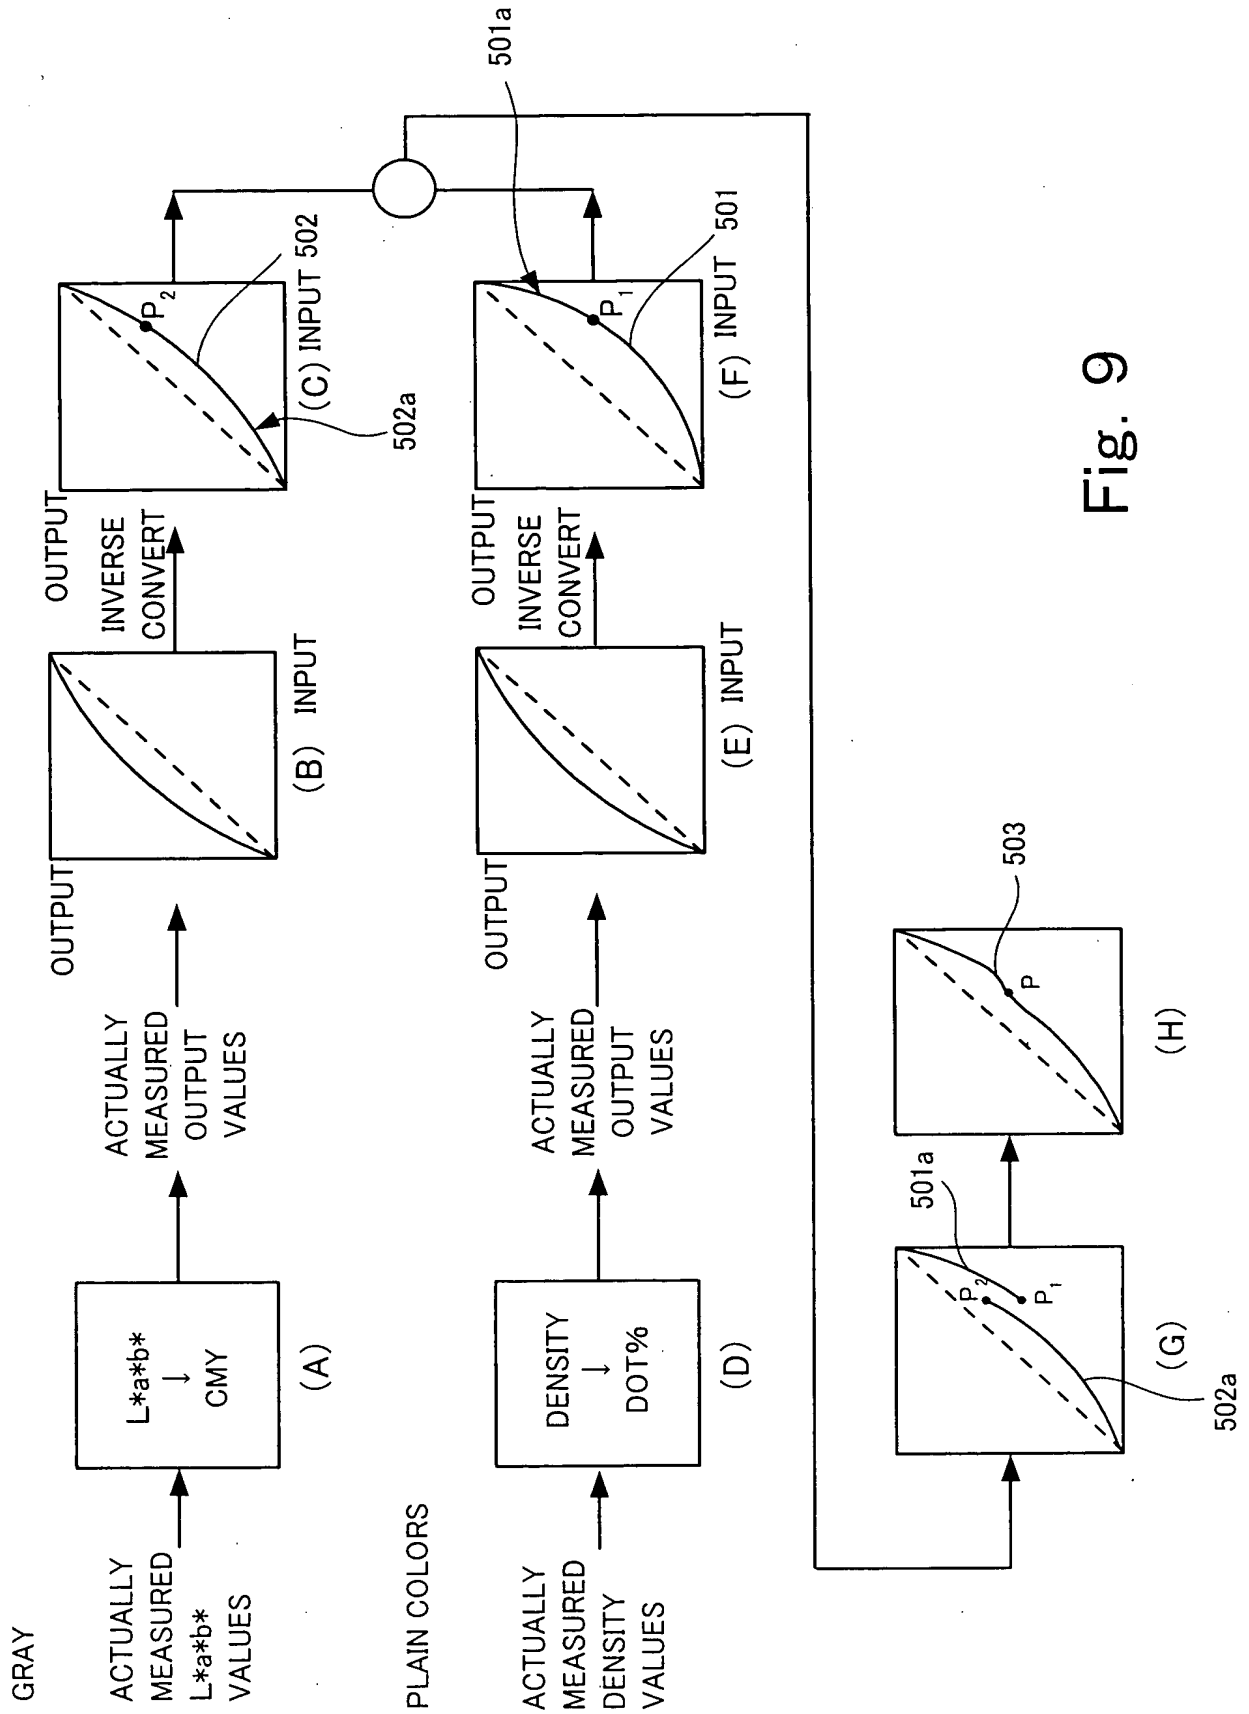 GRAY
ACTUALLY
MEASURED
L*a*b*
VALUES
L*a*b*
↓
CMY
(A)
ACTUALLY
MEASURED
OUTPUT
VALUES
OUTPUT
(B) INPUT
INVERSE
CONVERT
OUTPUT
P2
(C) INPUT
502
502a
PLAIN COLORS
ACTUALLY
MEASURED
DENSITY
VALUES
DENSITY
↓
DOT%
(D)
ACTUALLY
MEASURED
OUTPUT
VALUES
OUTPUT
(E) INPUT
INVERSE
CONVERT
OUTPUT
P1
(F) INPUT
501
501a
P2
P1
501a
502a
(G)
P
503
(H)
Fig. 9